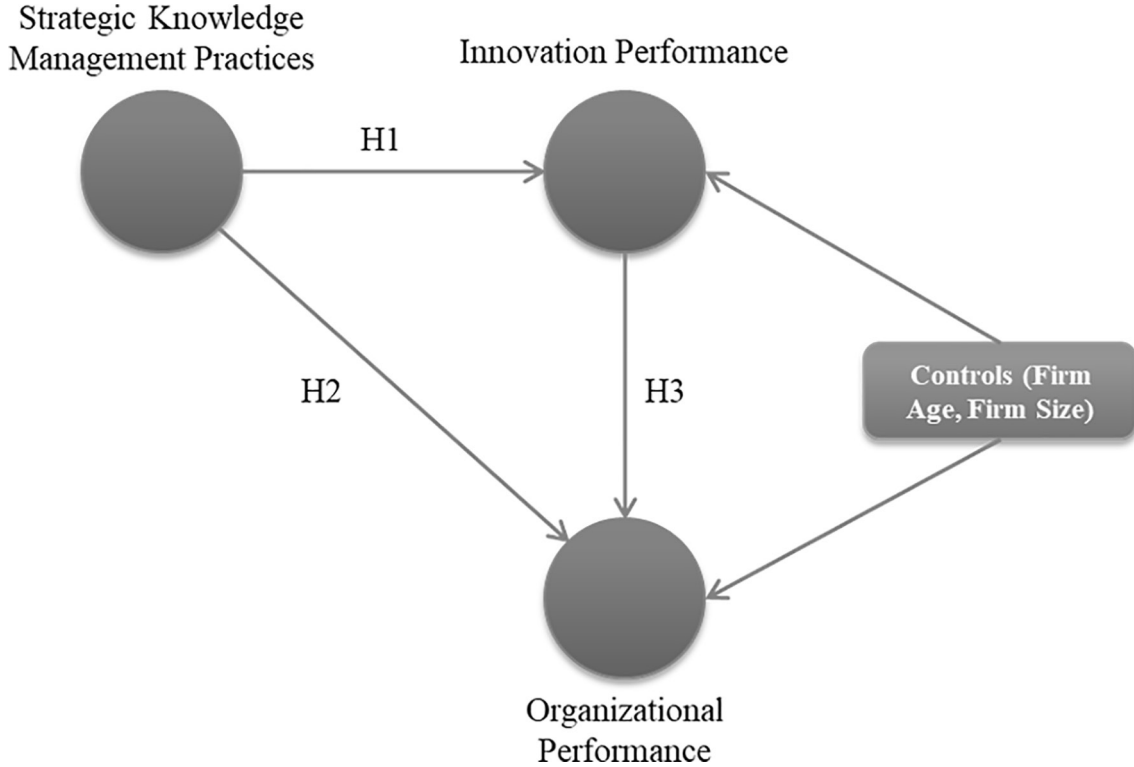 Strategic Knowledge
Management Practices
Innovation Performance
H1
H2
H3
Controls (Firm
Age, Firm Size)
Organizational
Performance